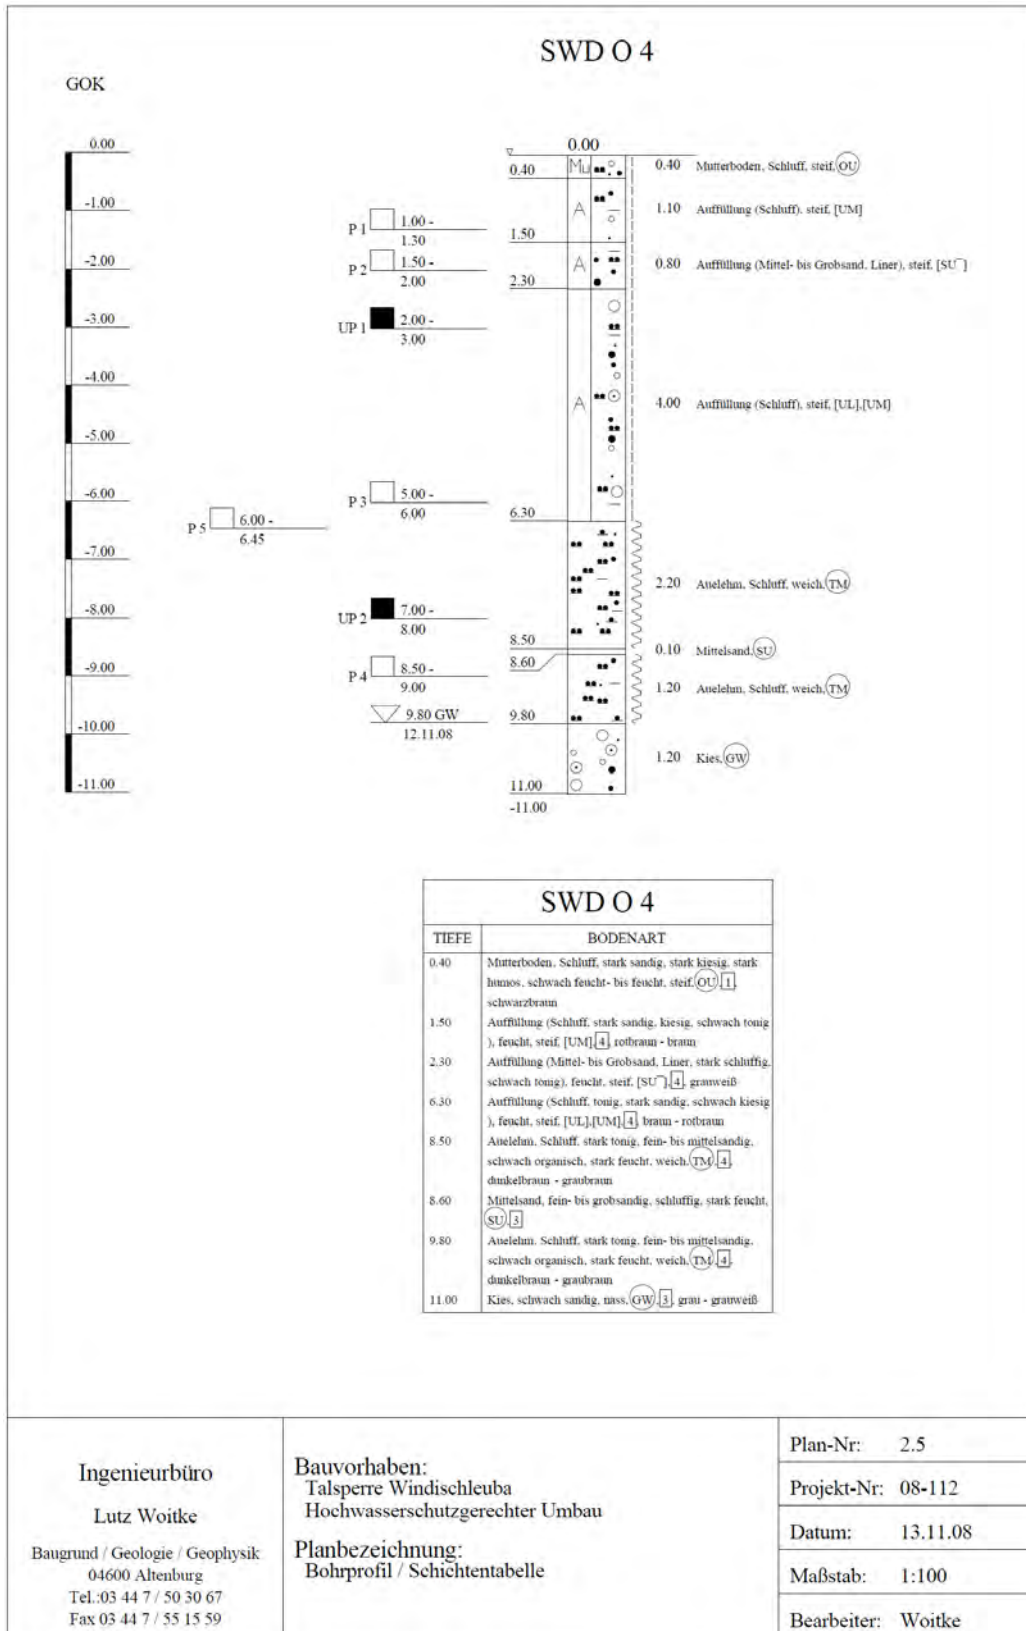 SWD O 4
GOK
0.00
-1.00
-2.00
-3.00
-4.00
-5.00
-6.00
-7.00
-8.00
-9.00
-10.00
-11.00
P 1 1.00 -
1.30
P 2 1.50 -
2.00
UP 1 2.00 -
3.00
P 3 5.00 -
6.00
P 5 6.00 -
6.45
UP 2 7.00 -
8.00
P 4 8.50 -
9.00
9.80 GW
12.11.08
0.00
0.40 Mu 0.40 Mutterboden, Schluff, steif, OU
A 1.10 Auffüllung (Schluff), steif, [UM]
1.50
A 0.80 Auffüllung (Mittel- bis Grobsand, Liner), steif, [SU‾]
2.30
A 4.00 Auffüllung (Schluff), steif, [UL],[UM]
6.30
2.20 Auelehm, Schluff, weich, TM
8.50
0.10 Mittelsand, SU
8.60
1.20 Auelehm, Schluff, weich, TM
9.80
1.20 Kies, GW
11.00
-11.00
SWD O 4
TIEFE BODENART
0.40 Mutterboden, Schluff, stark sandig, stark kiesig, stark
humos, schwach feucht- bis feucht, steif, OU, 1,
schwarzbraun
1.50 Auffüllung (Schluff, stark sandig, kiesig, schwach tonig
), feucht, steif, [UM], 4, rotbraun - braun
2.30 Auffüllung (Mittel- bis Grobsand, Liner, stark schluffig,
schwach tonig), feucht, steif, [SU‾], 4, grauweiß
6.30 Auffüllung (Schluff, tonig, stark sandig, schwach kiesig
), feucht, steif, [UL],[UM], 4, braun - rotbraun
8.50 Auelehm, Schluff, stark tonig, fein- bis mittelsandig,
schwach organisch, stark feucht, weich, TM, 4,
dunkelbraun - graubraun
8.60 Mittelsand, fein- bis grobsandig, schluffig, stark feucht,
SU, 3
9.80 Auelehm, Schluff, stark tonig, fein- bis mittelsandig,
schwach organisch, stark feucht, weich, TM, 4,
dunkelbraun - graubraun
11.00 Kies, schwach sandig, nass, GW, 3, grau - grauweiß
Ingenieurbüro
Lutz Woitke
Baugrund / Geologie / Geophysik
04600 Altenburg
Tel.:03 44 7 / 50 30 67
Fax 03 44 7 / 55 15 59
Bauvorhaben:
Talsperre Windischleuba
Hochwasserschutzgerechter Umbau
Planbezeichnung:
Bohrprofil / Schichtentabelle
Plan-Nr: 2.5
Projekt-Nr: 08-112
Datum: 13.11.08
Maßstab: 1:100
Bearbeiter: Woitke